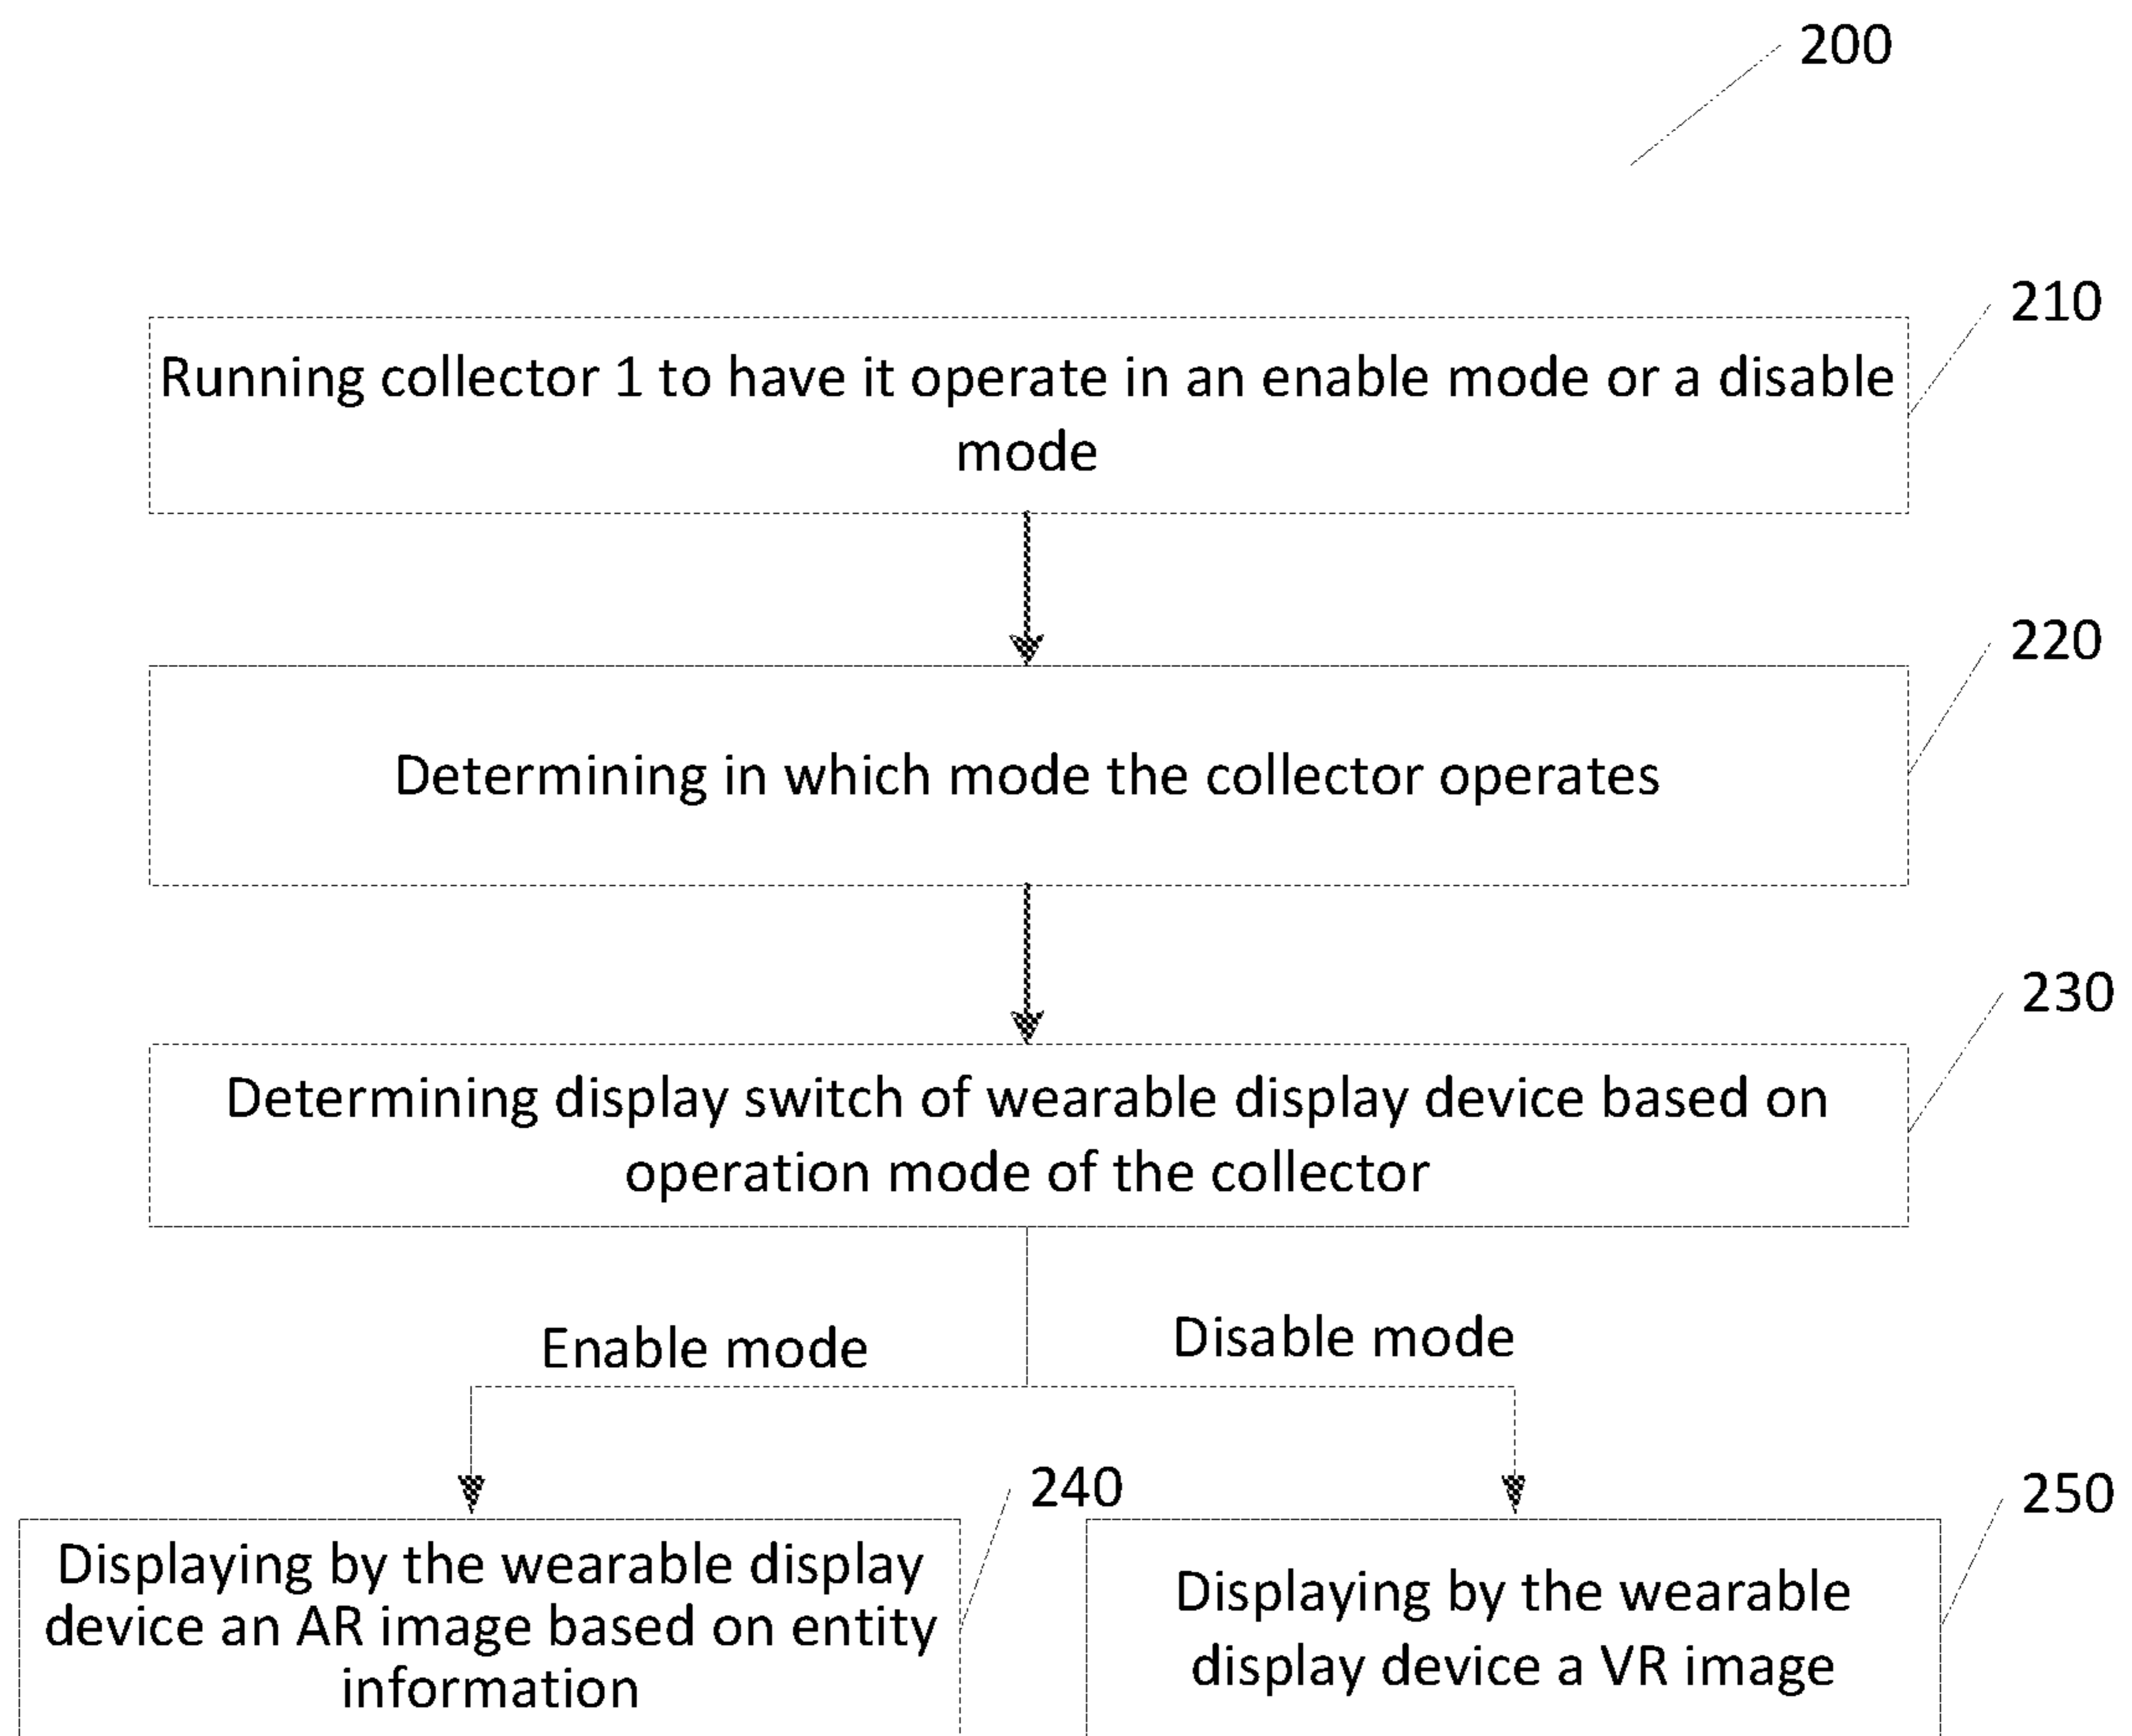 200
210
Running collector 1 to have it operate in an enable mode or a disable
mode
220
Determining in which mode the collector operates
230
Determining display switch of wearable display device based on
operation mode of the collector
Enable mode
Disable mode
240
250
Displaying by the wearable display
device an AR image based on entity
information
Displaying by the wearable
display device a VR image